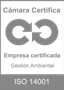 Cámara Certifica
Empresa certificada
Gestión Ambiental
ISO 14001